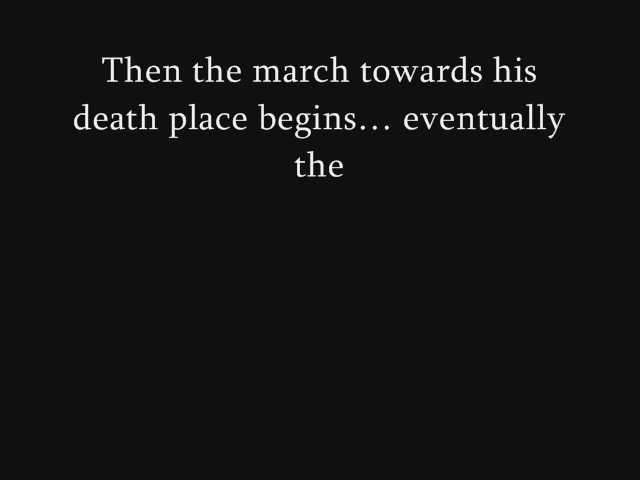 Then the march towards his
death place begins… eventually
the